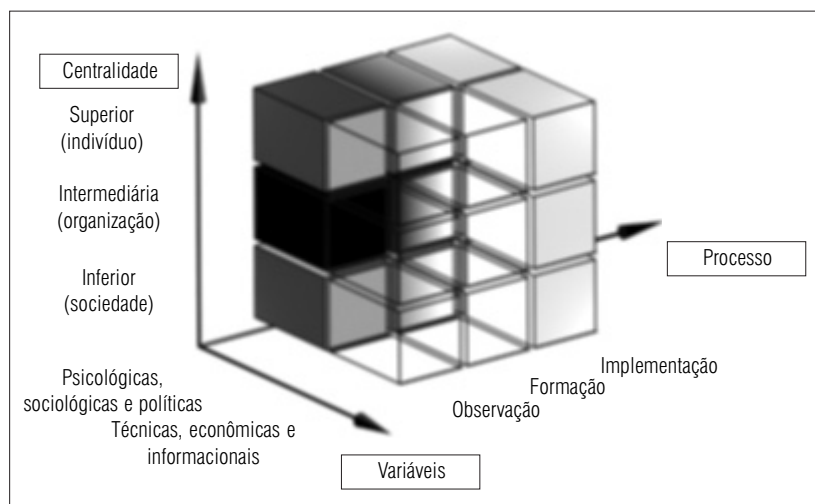 Centralidade
Superior
(indivíduo)
Intermediária
(organização)
Inferior
(sociedade)
Processo
Psicológicas,
sociológicas e políticas
Técnicas, econômicas e
informacionais
Implementação
Formação
Observação
Variáveis